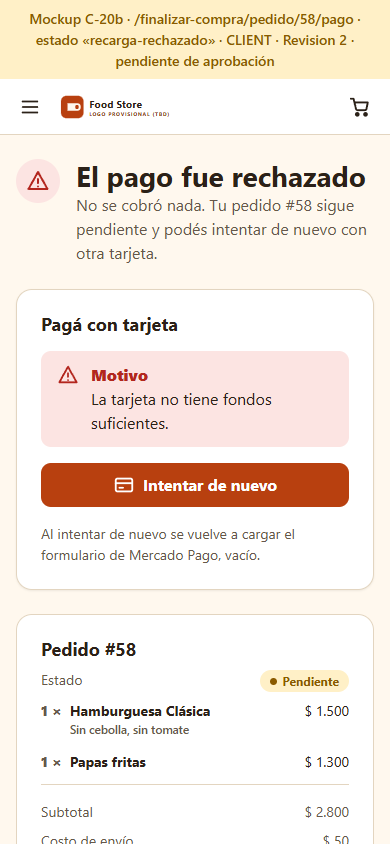 Mockup C-20b · /finalizar-compra/pedido/58/pago ·
estado «recarga-rechazado» · CLIENT · Revision 2 ·
pendiente de aprobación
Food Store
LOGO PROVISIONAL (TBD)
El pago fue rechazado
No se cobró nada. Tu pedido #58 sigue
pendiente y podés intentar de nuevo con
otra tarjeta.
Pagá con tarjeta
Motivo
La tarjeta no tiene fondos
suficientes.
Intentar de nuevo
Al intentar de nuevo se vuelve a cargar el
formulario de Mercado Pago, vacío.
Pedido #58
Estado Pendiente
1 × Hamburguesa Clásica $ 1.500
Sin cebolla, sin tomate
1 × Papas fritas $ 1.300
Subtotal $ 2.800
Costo de envío $ 50